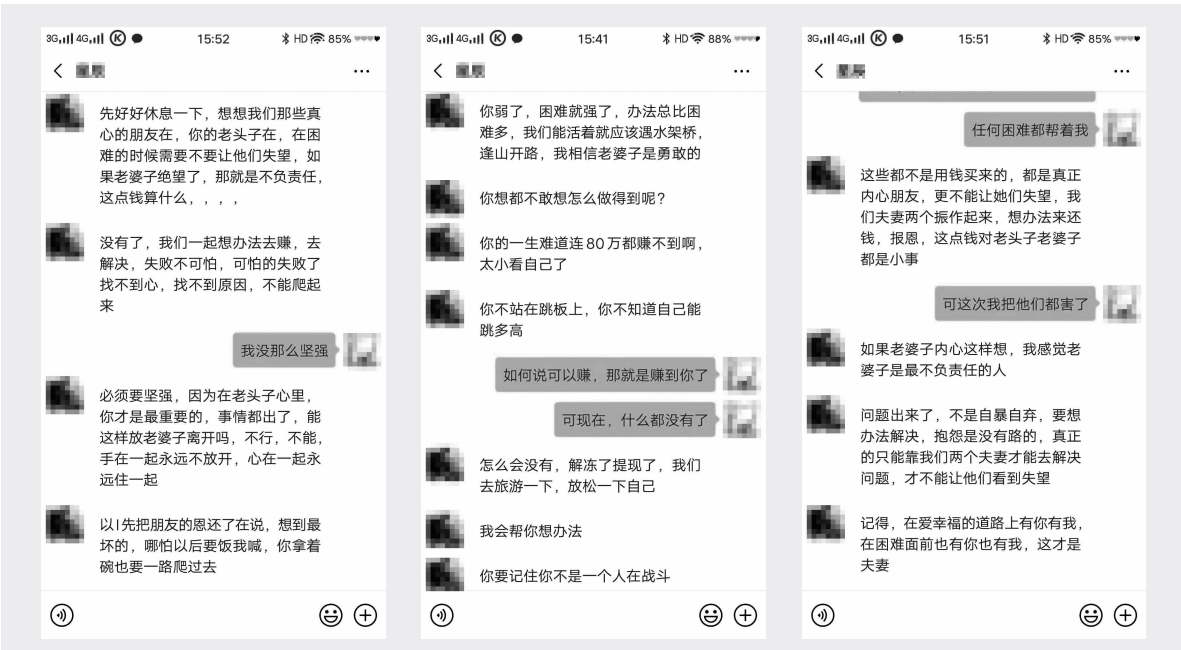 3G 4G K 15:52 HD 85%
先好好休息一下，想想我们那些真
心的朋友在，你的老头子在，在困
难的时候需要不要让他们失望，如
果老婆子绝望了，那就是不负责任，
这点钱算什么，，，，
没有了，我们一起想办法去赚，去
解决，失败不可怕，可怕的失败了
找不到心，找不到原因，不能爬起
来
我没那么坚强
必须要坚强，因为在老头子心里，
你才是最重要的，事情都出了，能
这样放老婆子离开吗，不行，不能，
手在一起永远不放开，心在一起永
远住一起
以I先把朋友的恩还了在说，想到最
坏的，哪怕以后要饭我喊，你拿着
碗也要一路爬过去
3G 4G K 15:41 HD 88%
你弱了，困难就强了，办法总比困
难多，我们能活着就应该遇水架桥，
逢山开路，我相信老婆子是勇敢的
你想都不敢想怎么做得到呢？
你的一生难道连80万都赚不到啊，
太小看自己了
你不站在跳板上，你不知道自己能
跳多高
如何说可以赚，那就是赚到你了
可现在，什么都没有了
怎么会没有，解冻了提现了，我们
去旅游一下，放松一下自己
我会帮你想办法
你要记住你不是一个人在战斗
3G 4G K 15:51 HD 85%
任何困难都帮着我
这些都不是用钱买来的，都是真正
内心朋友，更不能让她们失望，我
们夫妻两个振作起来，想办法来还
钱，报恩，这点钱对老头子老婆子
都是小事
可这次我把他们都害了
如果老婆子内心这样想，我感觉老
婆子是最不负责任的人
问题出来了，不是自暴自弃，要想
办法解决，抱怨是没有路的，真正
的只能靠我们两个夫妻才能去解决
问题，才不能让他们看到失望
记得，在爱幸福的道路上有你有我，
在困难面前也有你也有我，这才是
夫妻